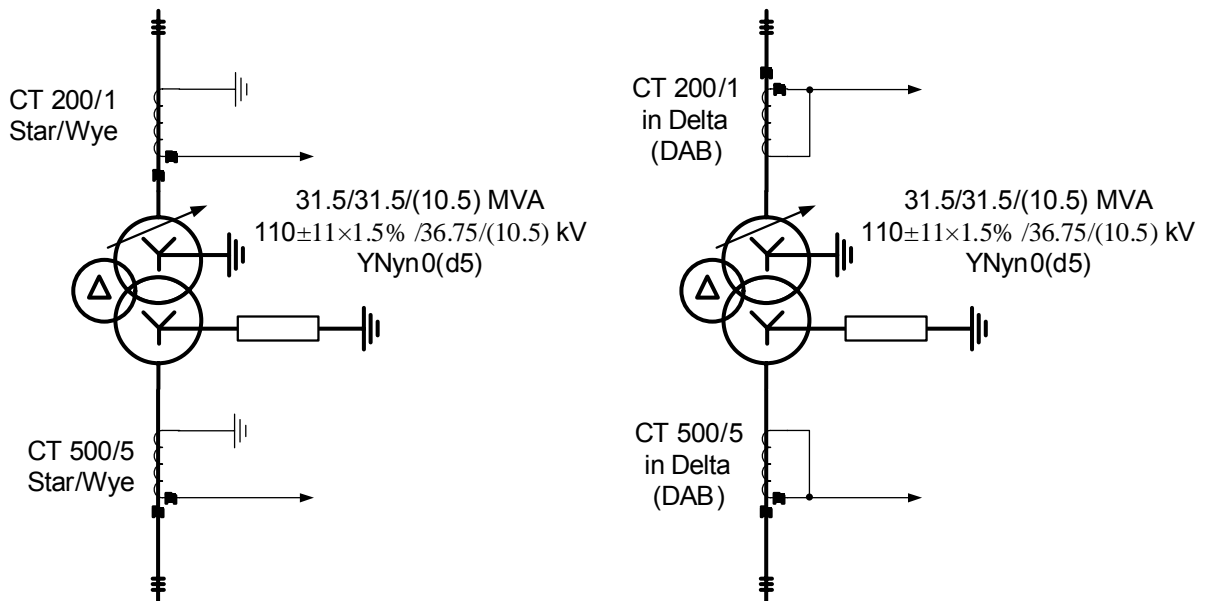 CT 200/1
Star/Wye
31.5/31.5/(10.5) MVA
110±11×1.5% /36.75/(10.5) kV
YNyn0(d5)
CT 500/5
Star/Wye
CT 200/1
in Delta
(DAB)
31.5/31.5/(10.5) MVA
110±11×1.5% /36.75/(10.5) kV
YNyn0(d5)
CT 500/5
in Delta
(DAB)